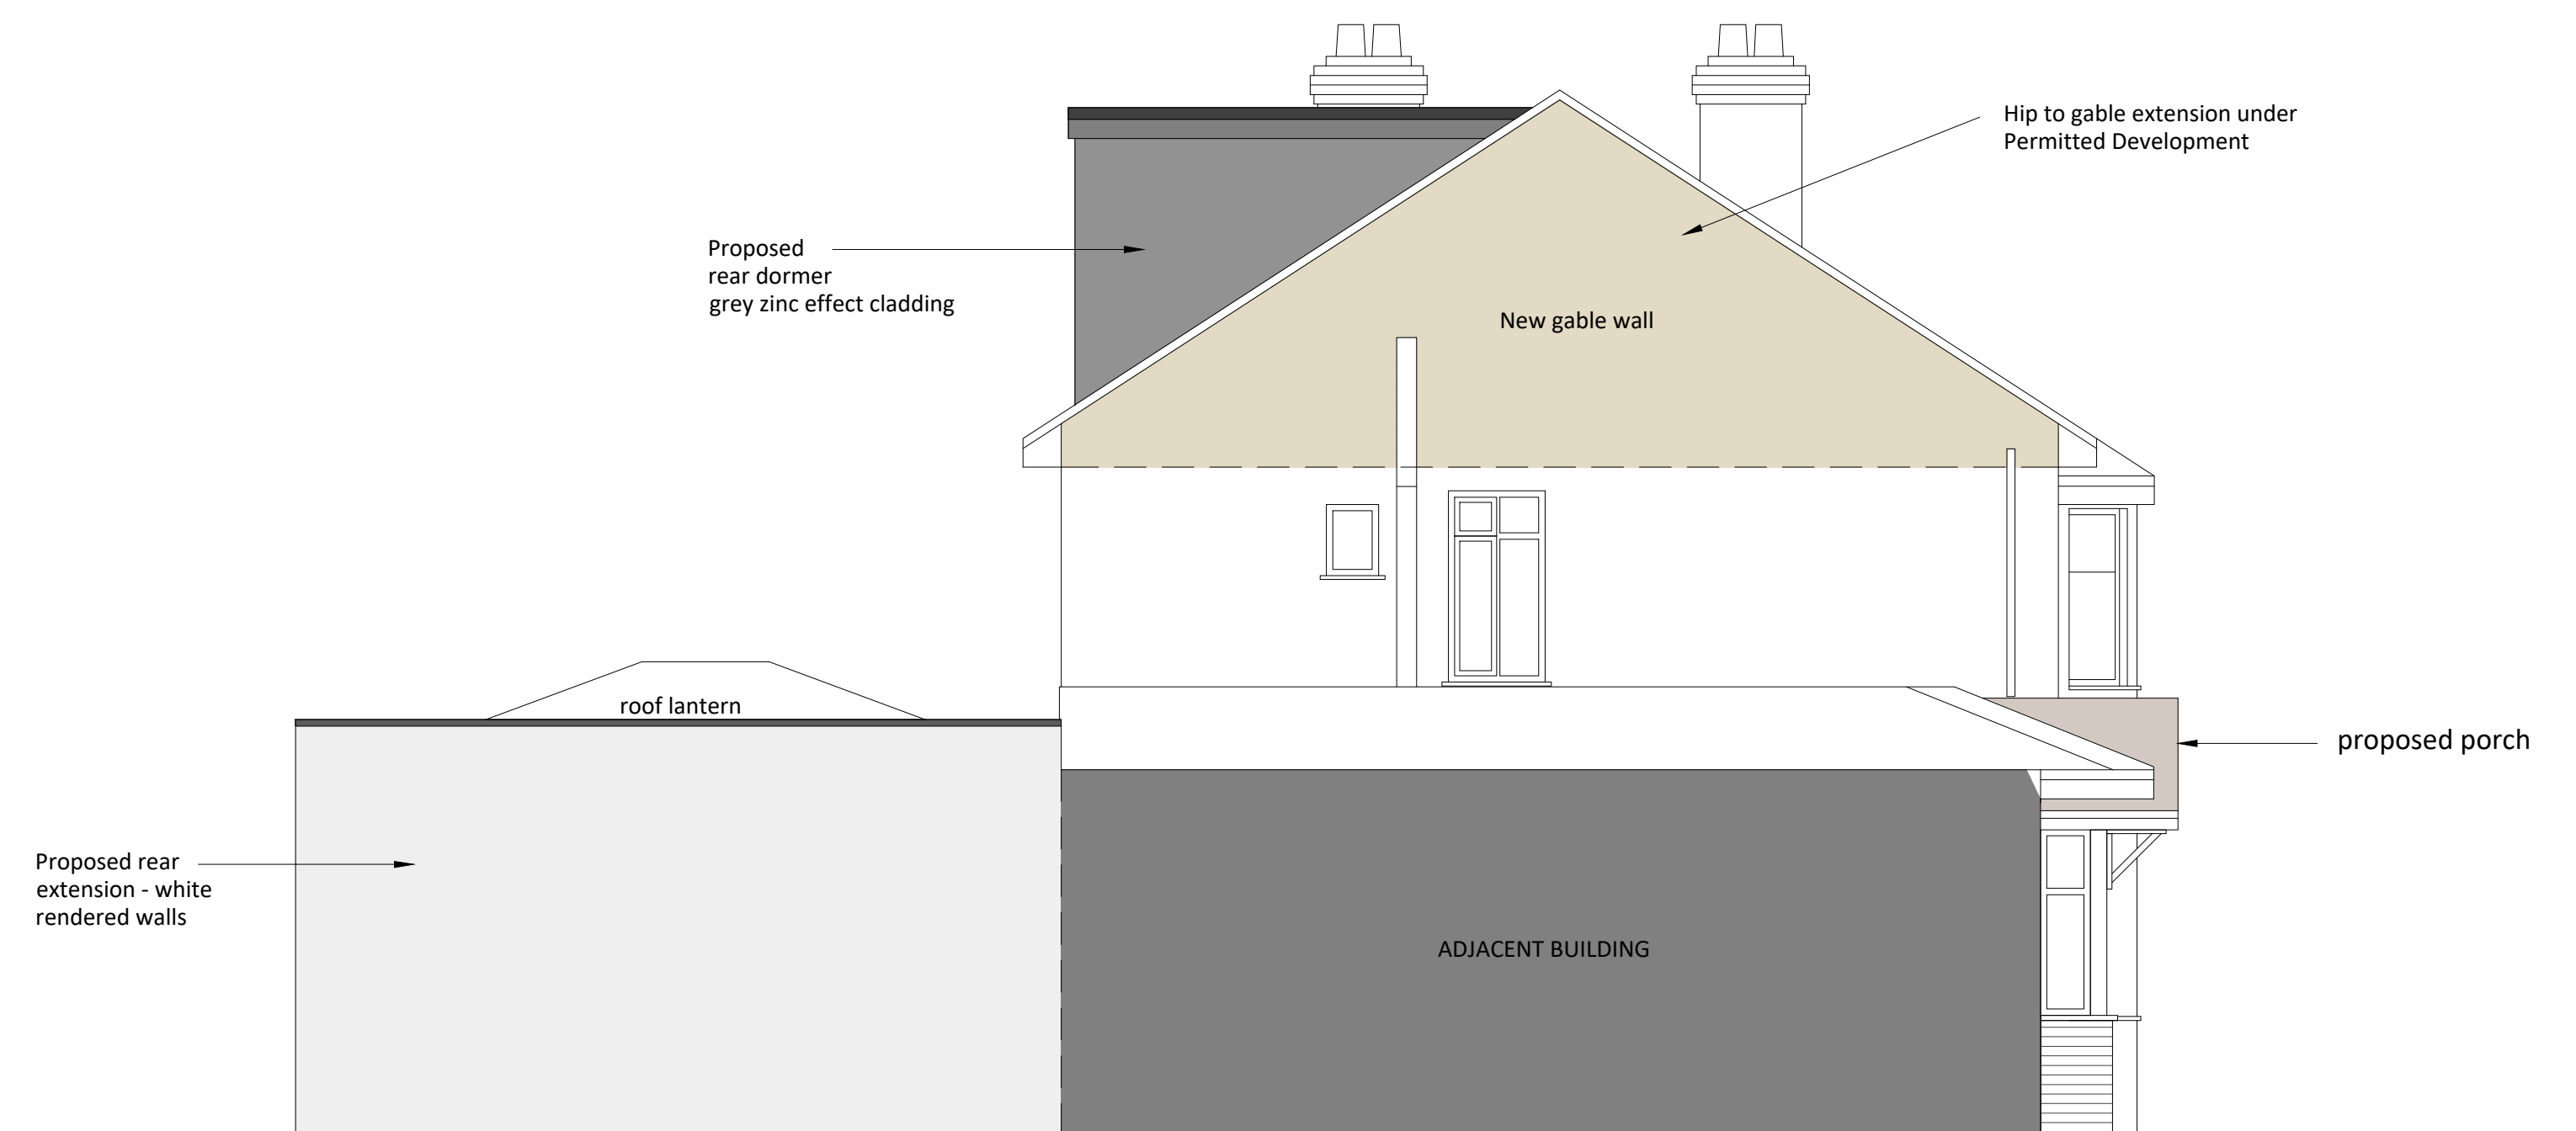 Hip to gable extension under
Permitted Development
Proposed
rear dormer
grey zinc effect cladding
New gable wall
roof lantern
proposed porch
Proposed rear
extension - white
rendered walls
ADJACENT BUILDING